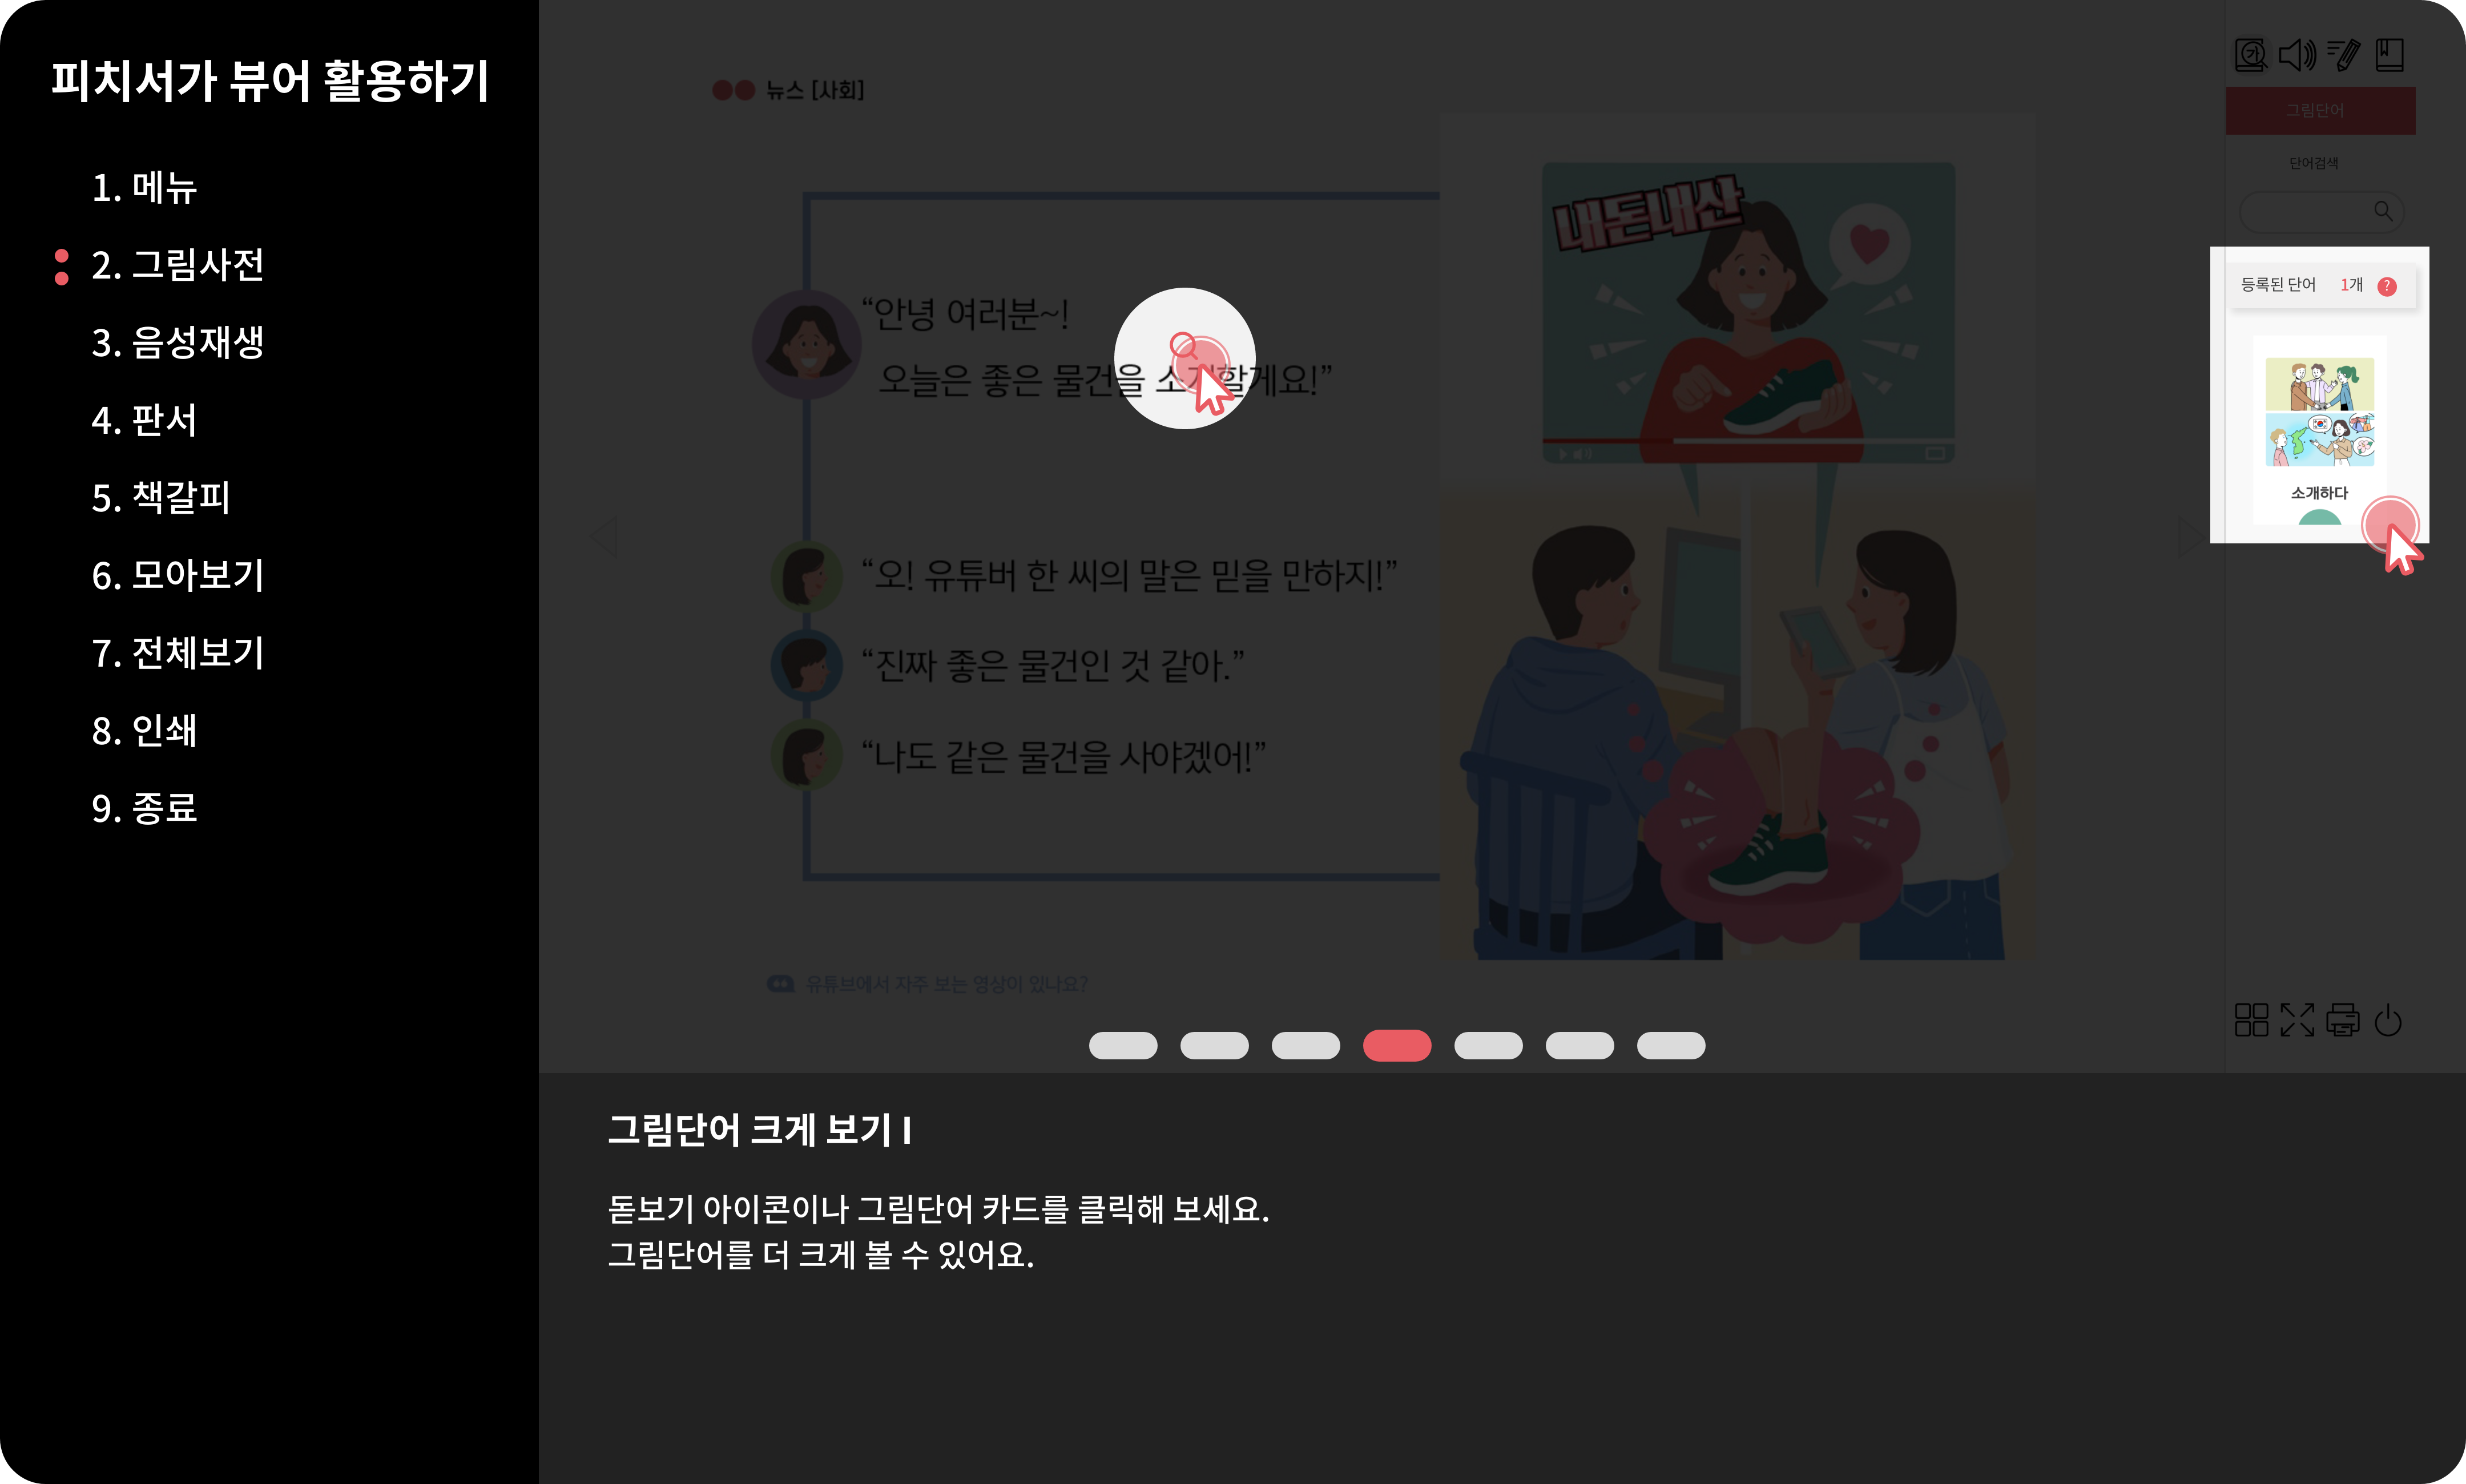 피치서가 뷰어 활용하기
1. 메뉴
2. 그림사전
3. 음성재생
4. 판서
5. 책갈피
6. 모아보기
7. 전체보기
8. 인쇄
9. 종료
뉴스 [사회]
“안녕 여러분~!
오늘은 좋은 물건을 소개할게요!”
“오! 유튜버 한 씨의 말은 믿을 만하지!”
“진짜 좋은 물건인 것 같아.”
“나도 같은 물건을 사야겠어!”
유튜브에서 자주 보는 영상이 있나요?
내돈내산
가
그림단어
단어검색
등록된 단어 1개 ?
소개하다
그림단어 크게 보기 I
돋보기 아이콘이나 그림단어 카드를 클릭해 보세요.
그림단어를 더 크게 볼 수 있어요.